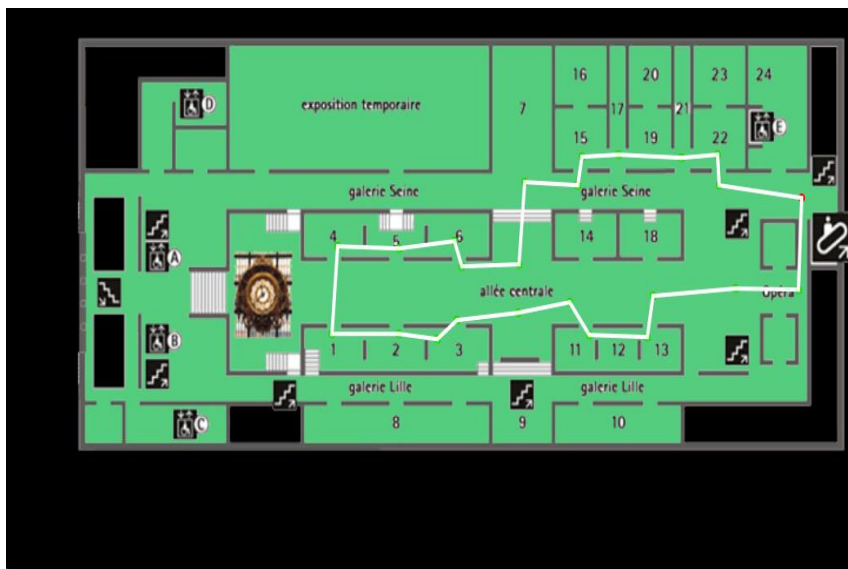 16
20
23
24
D
exposition temporaire
7
17
21
E
15
19
22
galerie Seine
galerie Seine
4
5
6
14
18
A
allée centrale
Opéra
B
1
2
3
11
12
13
galerie Lille
galerie Lille
C
8
9
10